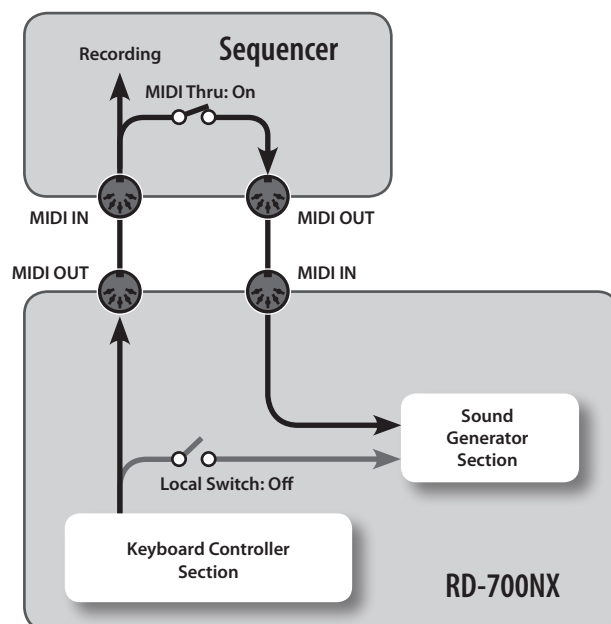 Sequencer
Recording
MIDI Thru: On
MIDI IN
MIDI OUT
MIDI OUT
MIDI IN
Sound
Generator
Section
Local Switch: Off
Keyboard Controller
Section
RD-700NX